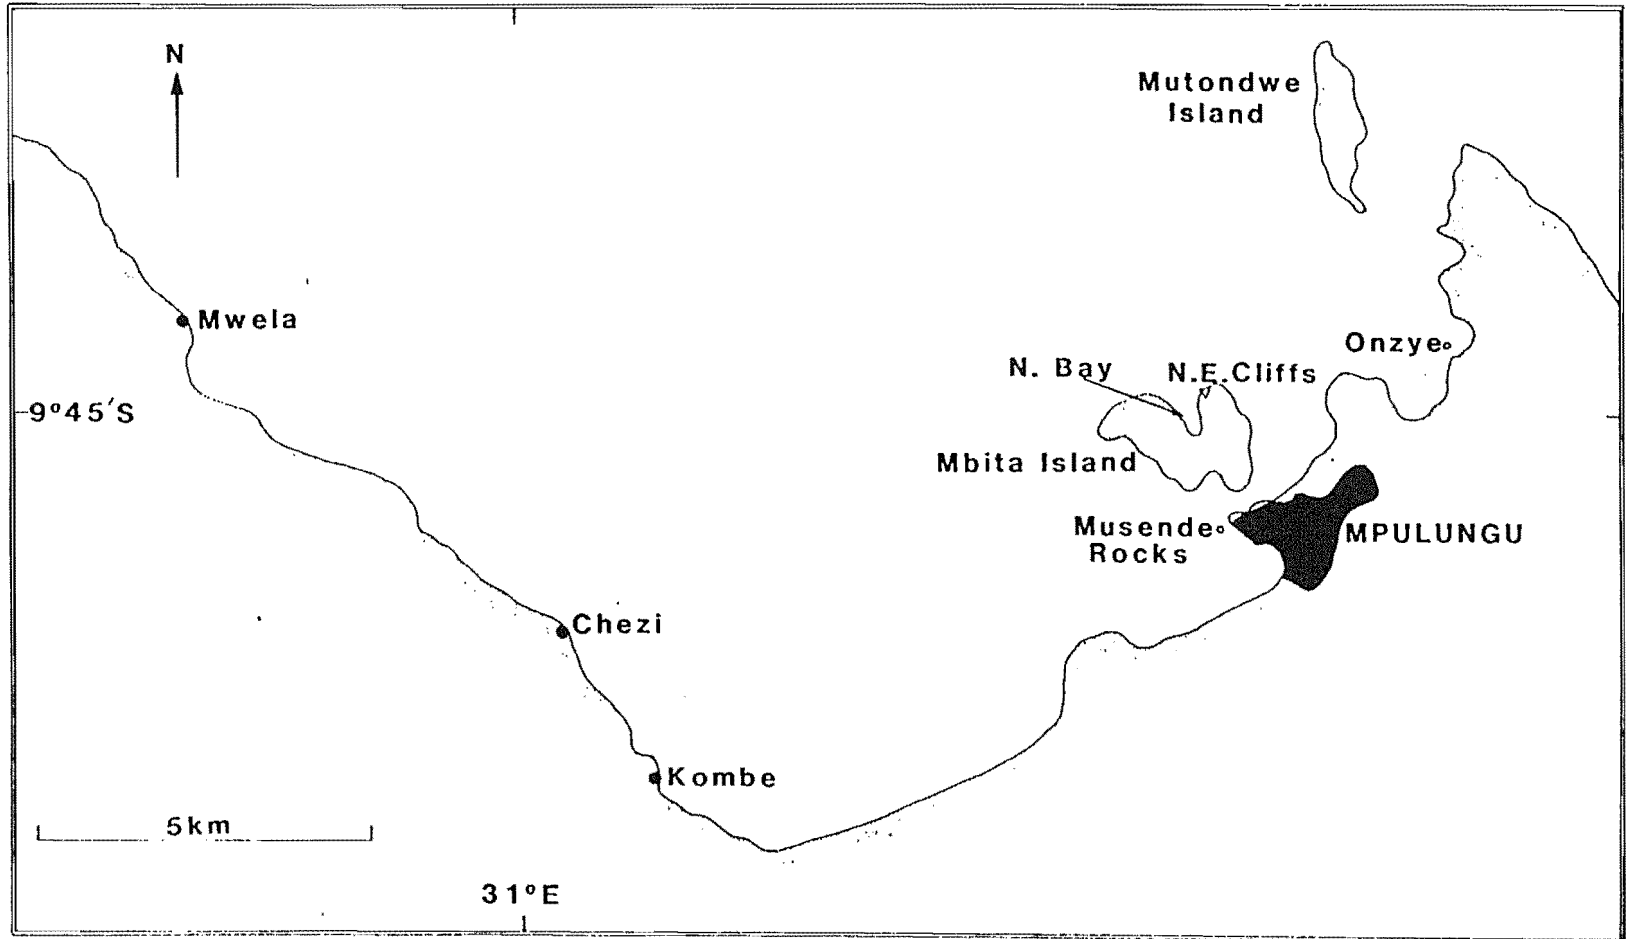 N
Mutondwe
Island
Mwela
Onzye
N. Bay
N.E.Cliffs
9°45'S
Mbita Island
Musende
Rocks
MPULUNGU
Chezi
Kombe
5km
31°E